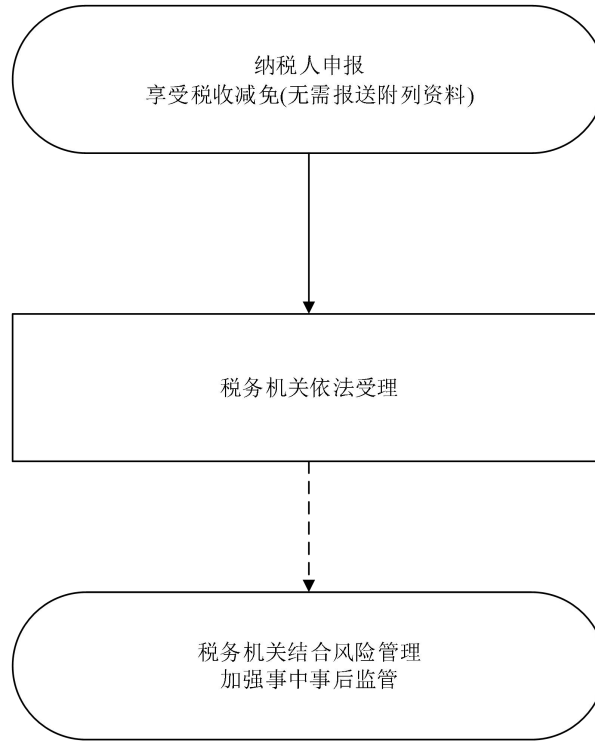 纳税人申报
享受税收减免(无需报送附列资料)
税务机关依法受理
税务机关结合风险管理
加强事中事后监管